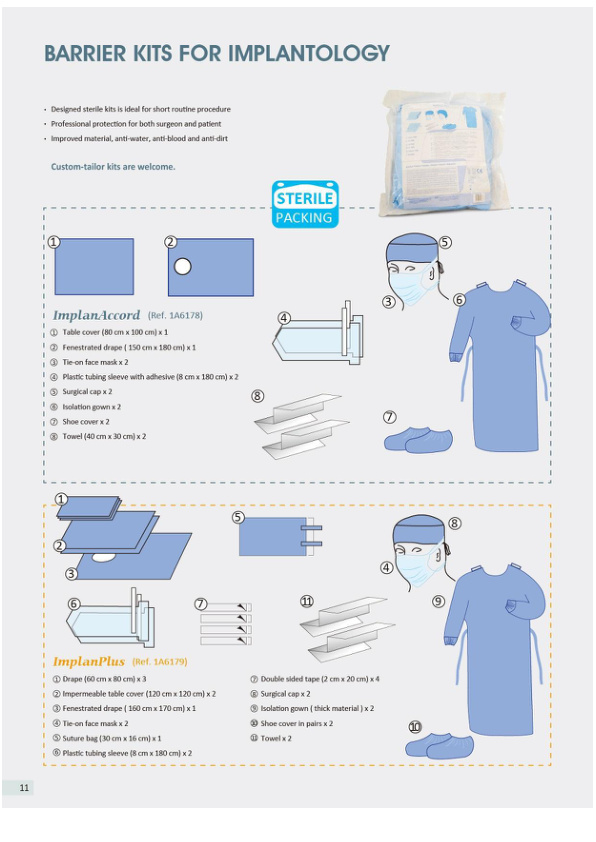 BARRIER KITS FOR IMPLANTOLOGY
• Designed sterile kits is ideal for short routine procedure
• Professional protection for both surgeon and patient
• Improved material, anti-water, anti-blood and anti-dirt
Custom-tailor kits are welcome.
STERILE
PACKING
① ② ⑤
③ ⑥
④
ImplanAccord (Ref. 1A6178)
① Table cover (80 cm x 100 cm) x 1
② Fenestrated drape ( 150 cm x 180 cm) x 1
③ Tie-on face mask x 2
④ Plastic tubing sleeve with adhesive (8 cm x 180 cm) x 2
⑤ Surgical cap x 2
⑥ Isolation gown x 2
⑦ Shoe cover x 2
⑧ Towel (40 cm x 30 cm) x 2
⑧
⑦
①
⑤ ⑧
②
③ ④
⑥ ⑦ ⑪ ⑨
ImplanPlus (Ref. 1A6179)
① Drape (60 cm x 80 cm) x 3
② Impermeable table cover (120 cm x 120 cm) x 2
③ Fenestrated drape ( 160 cm x 170 cm) x 1
④ Tie-on face mask x 2
⑤ Suture bag (30 cm x 16 cm) x 1
⑥ Plastic tubing sleeve (8 cm x 180 cm) x 2
⑦ Double sided tape (2 cm x 20 cm) x 4
⑧ Surgical cap x 2
⑨ Isolation gown ( thick material ) x 2
⑩ Shoe cover in pairs x 2
⑪ Towel x 2
⑩
11